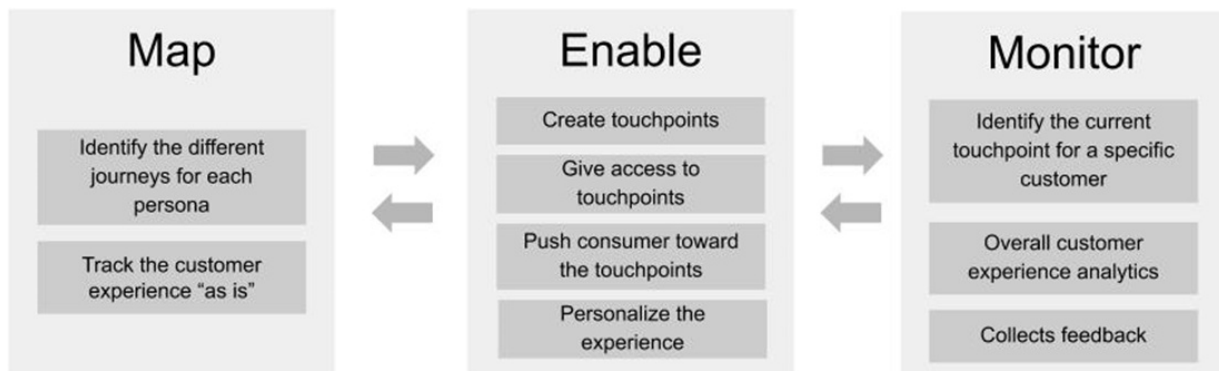 Map
Identify the different
journeys for each
persona
Track the customer
experience “as is”
Enable
Create touchpoints
Give access to
touchpoints
Push consumer toward
the touchpoints
Personalize the
experience
Monitor
Identify the current
touchpoint for a specific
customer
Overall customer
experience analytics
Collects feedback